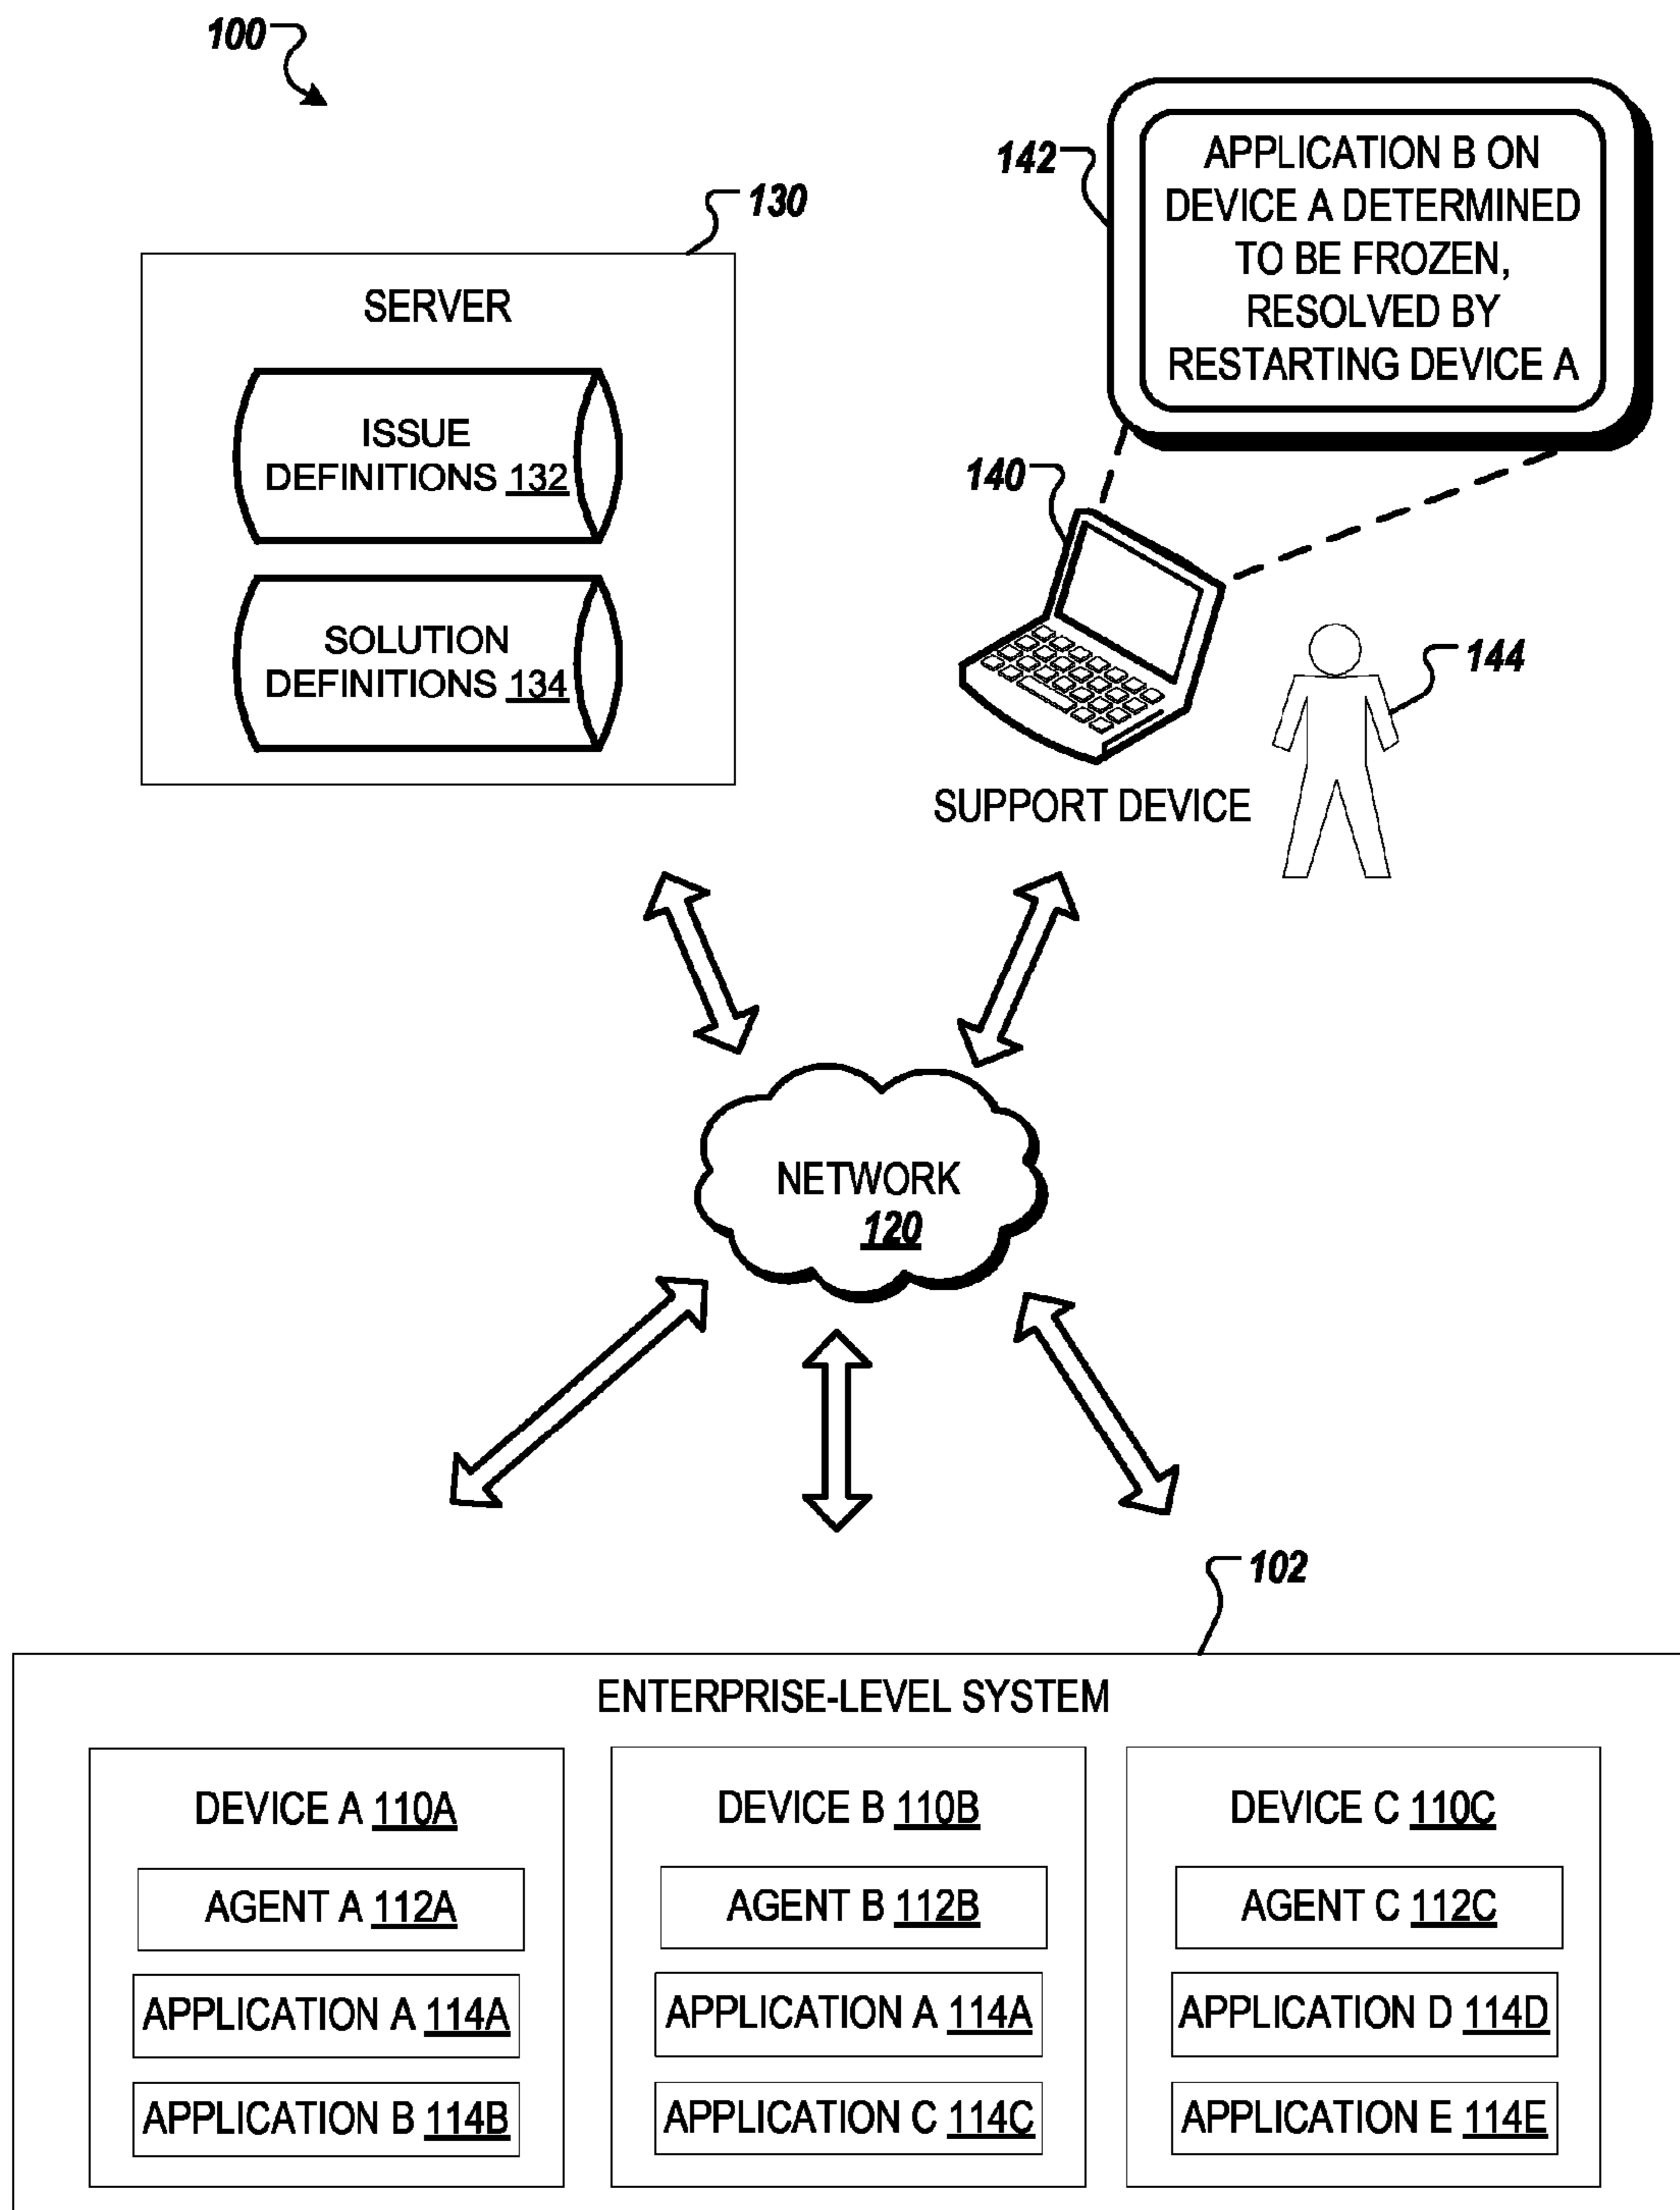 100
130
SERVER
ISSUE
DEFINITIONS 132
SOLUTION
DEFINITIONS 134
142
APPLICATION B ON
DEVICE A DETERMINED
TO BE FROZEN,
RESOLVED BY
RESTARTING DEVICE A
140
144
SUPPORT DEVICE
NETWORK
120
102
ENTERPRISE-LEVEL SYSTEM
DEVICE A 110A
AGENT A 112A
APPLICATION A 114A
APPLICATION B 114B
DEVICE B 110B
AGENT B 112B
APPLICATION A 114A
APPLICATION C 114C
DEVICE C 110C
AGENT C 112C
APPLICATION D 114D
APPLICATION E 114E